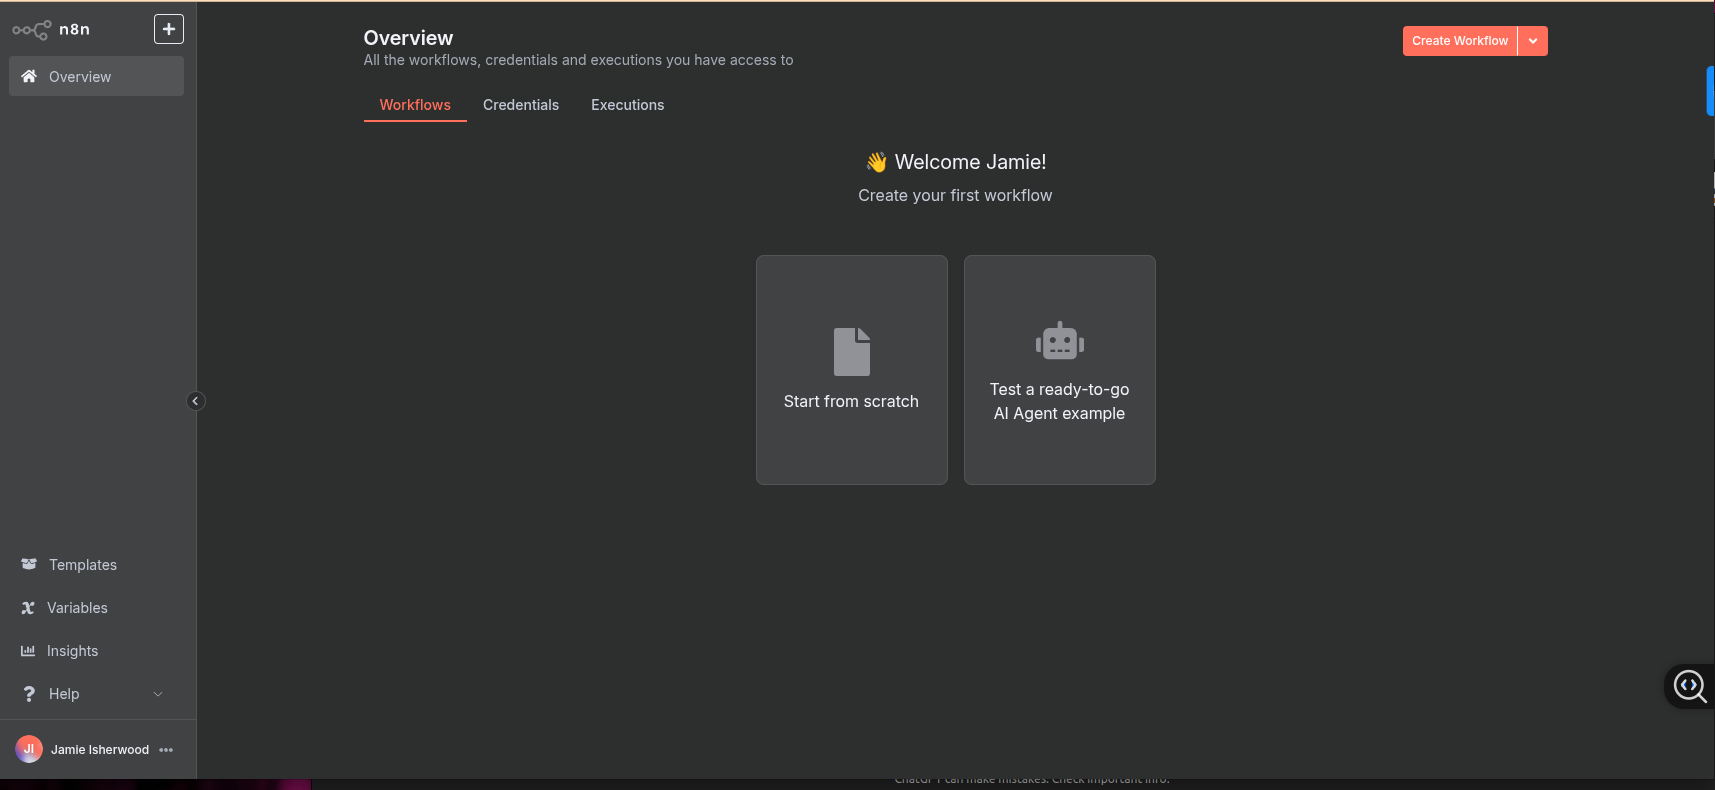 n8n
Overview
Templates
Variables
Insights
Help
JI
Jamie Isherwood
Overview
All the workflows, credentials and executions you have access to
Create Workflow
Workflows
Credentials
Executions
👋 Welcome Jamie!
Create your first workflow
Start from scratch
Test a ready-to-go
AI Agent example
ChatGPT can make mistakes. Check important info.